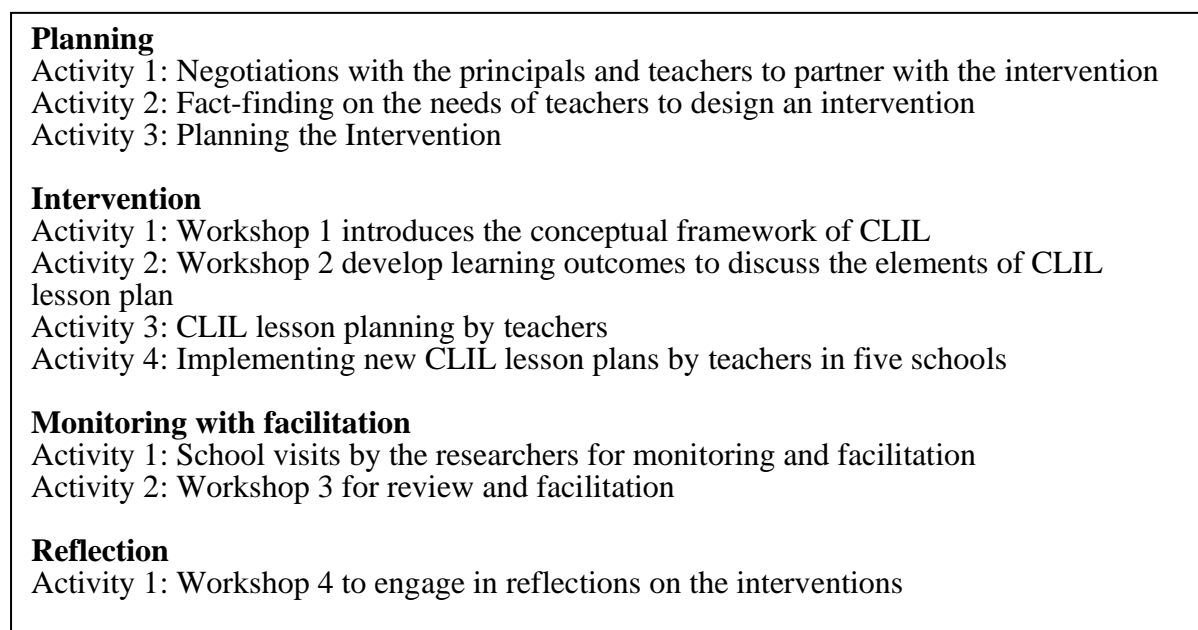 Planning
Activity 1: Negotiations with the principals and teachers to partner with the intervention
Activity 2: Fact-finding on the needs of teachers to design an intervention
Activity 3: Planning the Intervention
Intervention
Activity 1: Workshop 1 introduces the conceptual framework of CLIL
Activity 2: Workshop 2 develop learning outcomes to discuss the elements of CLIL
lesson plan
Activity 3: CLIL lesson planning by teachers
Activity 4: Implementing new CLIL lesson plans by teachers in five schools
Monitoring with facilitation
Activity 1: School visits by the researchers for monitoring and facilitation
Activity 2: Workshop 3 for review and facilitation
Reflection
Activity 1: Workshop 4 to engage in reflections on the interventions